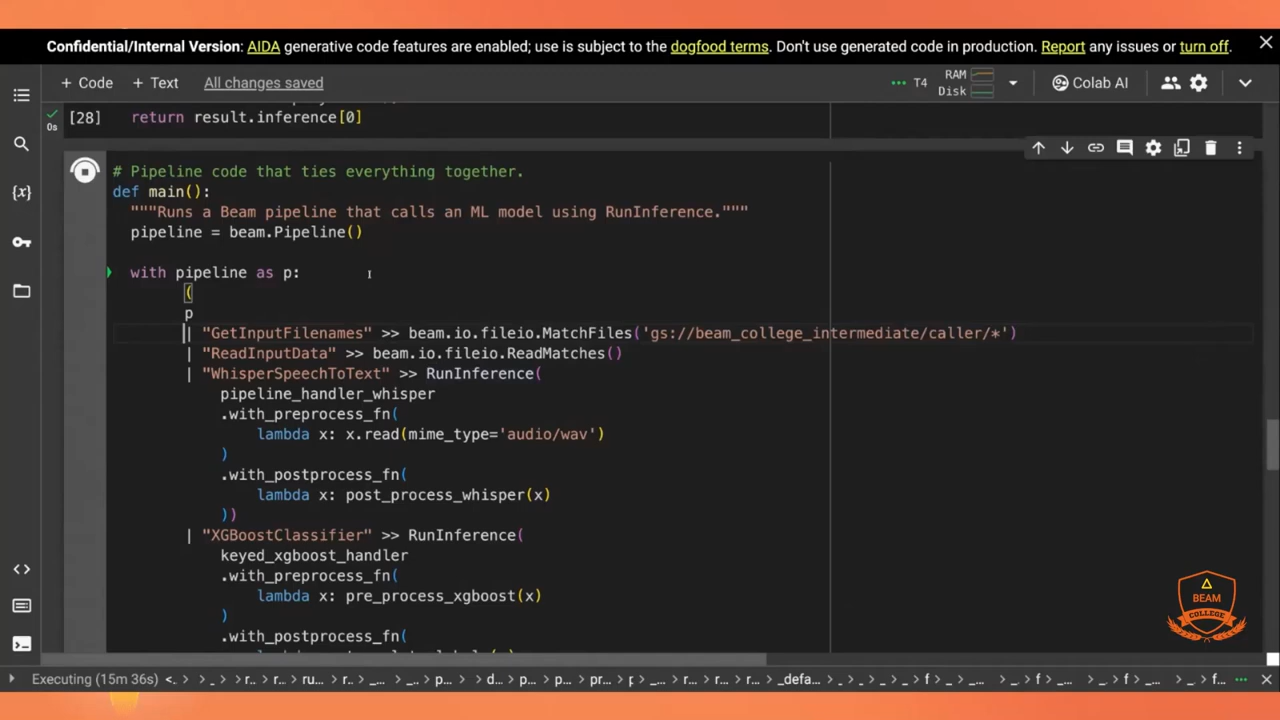 Confidential/Internal Version: AIDA generative code features are enabled; use is subject to the dogfood terms. Don't use generated code in production. Report any issues or turn off.
+ Code + Text All changes saved
T4 RAM Disk Colab AI
0s [28] return result.inference[0]
# Pipeline code that ties everything together.
def main():
"""Runs a Beam pipeline that calls an ML model using RunInference."""
pipeline = beam.Pipeline()
with pipeline as p:
(
p
| "GetInputFilenames" >> beam.io.fileio.MatchFiles('gs://beam_college_intermediate/caller/*')
| "ReadInputData" >> beam.io.fileio.ReadMatches()
| "WhisperSpeechToText" >> RunInference(
pipeline_handler_whisper
.with_preprocess_fn(
lambda x: x.read(mime_type='audio/wav')
)
.with_postprocess_fn(
lambda x: post_process_whisper(x)
))
| "XGBoostClassifier" >> RunInference(
keyed_xgboost_handler
.with_preprocess_fn(
lambda x: pre_process_xgboost(x)
)
.with_postprocess_fn(
BEAM
COLLEGE
Executing (15m 36s) <... _... _... r... r... ru... r... _... _... p... d... p... p... pr... p _... r... r... r... _defa... _ _ _ _ f _... _ f _... _ f _... _ f...